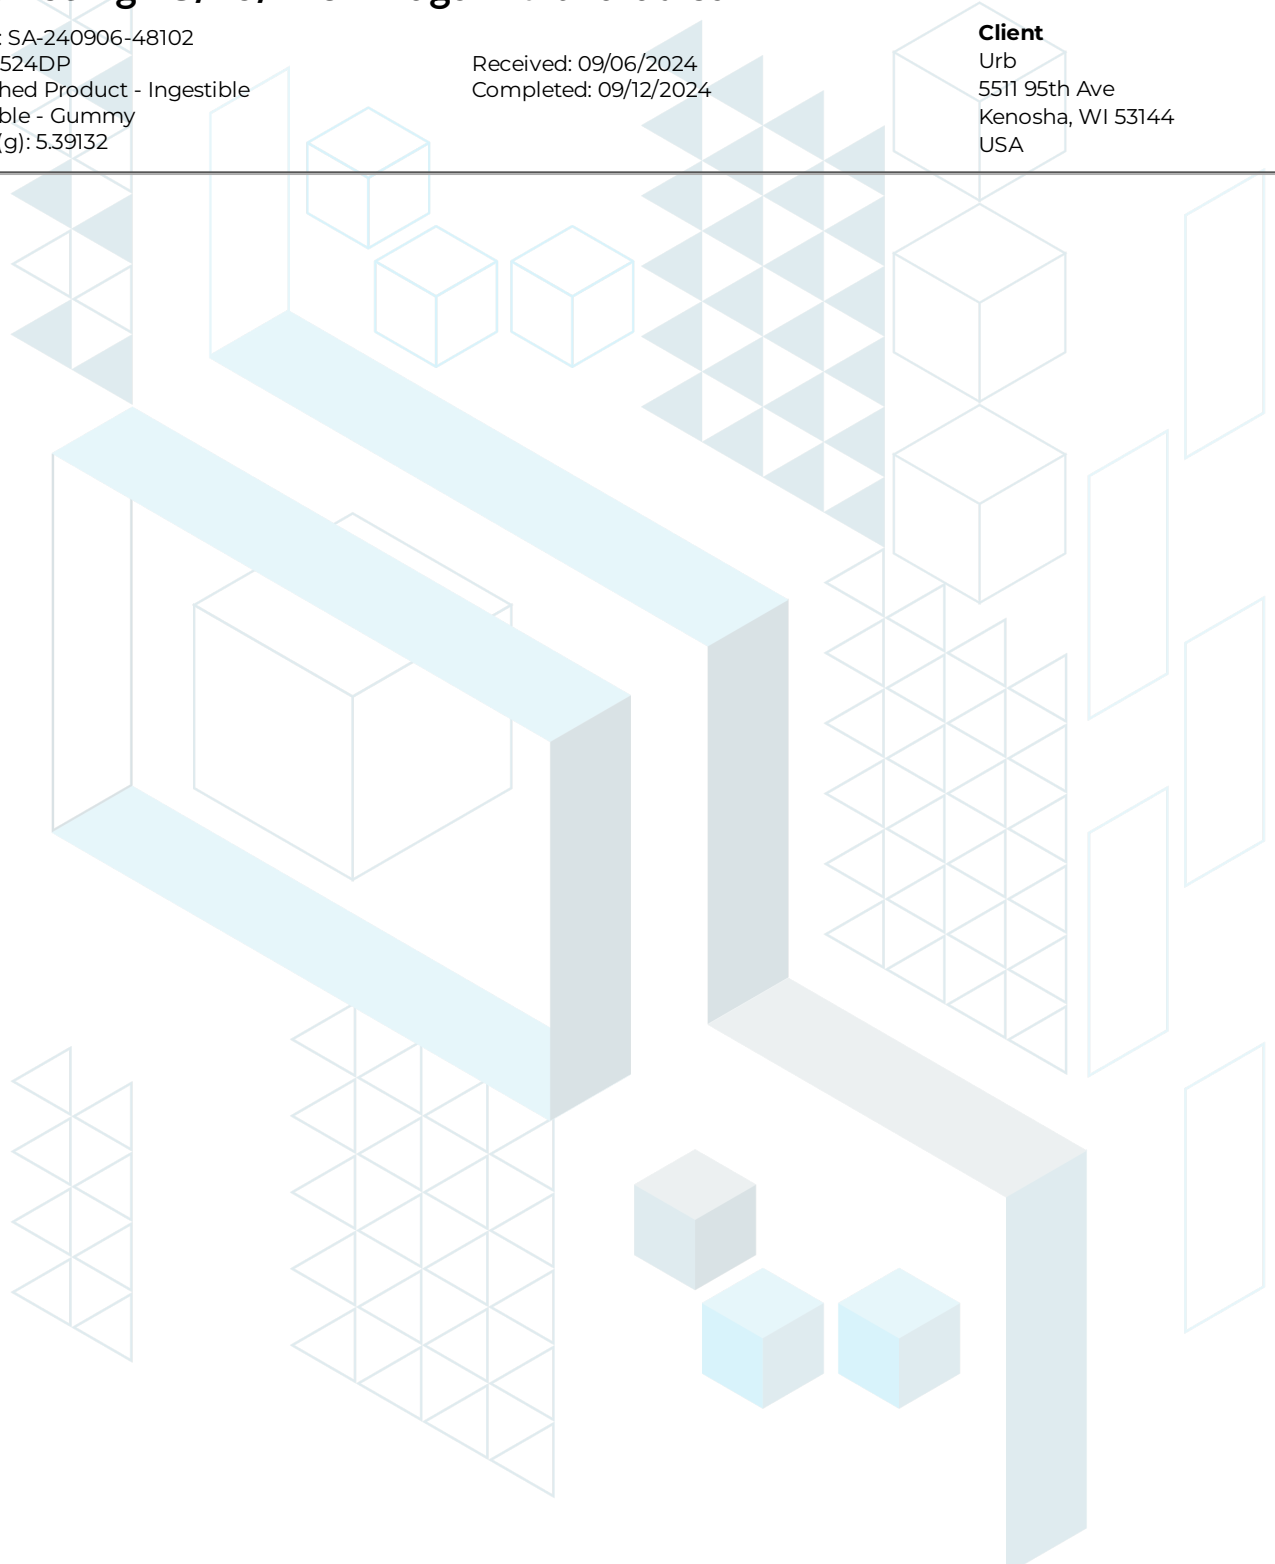 : SA-240906-48102
524DP
hed Product - Ingestible
ble - Gummy
(g): 5.39132
Received: 09/06/2024
Completed: 09/12/2024
Client
Urb
5511 95th Ave
Kenosha, WI 53144
USA